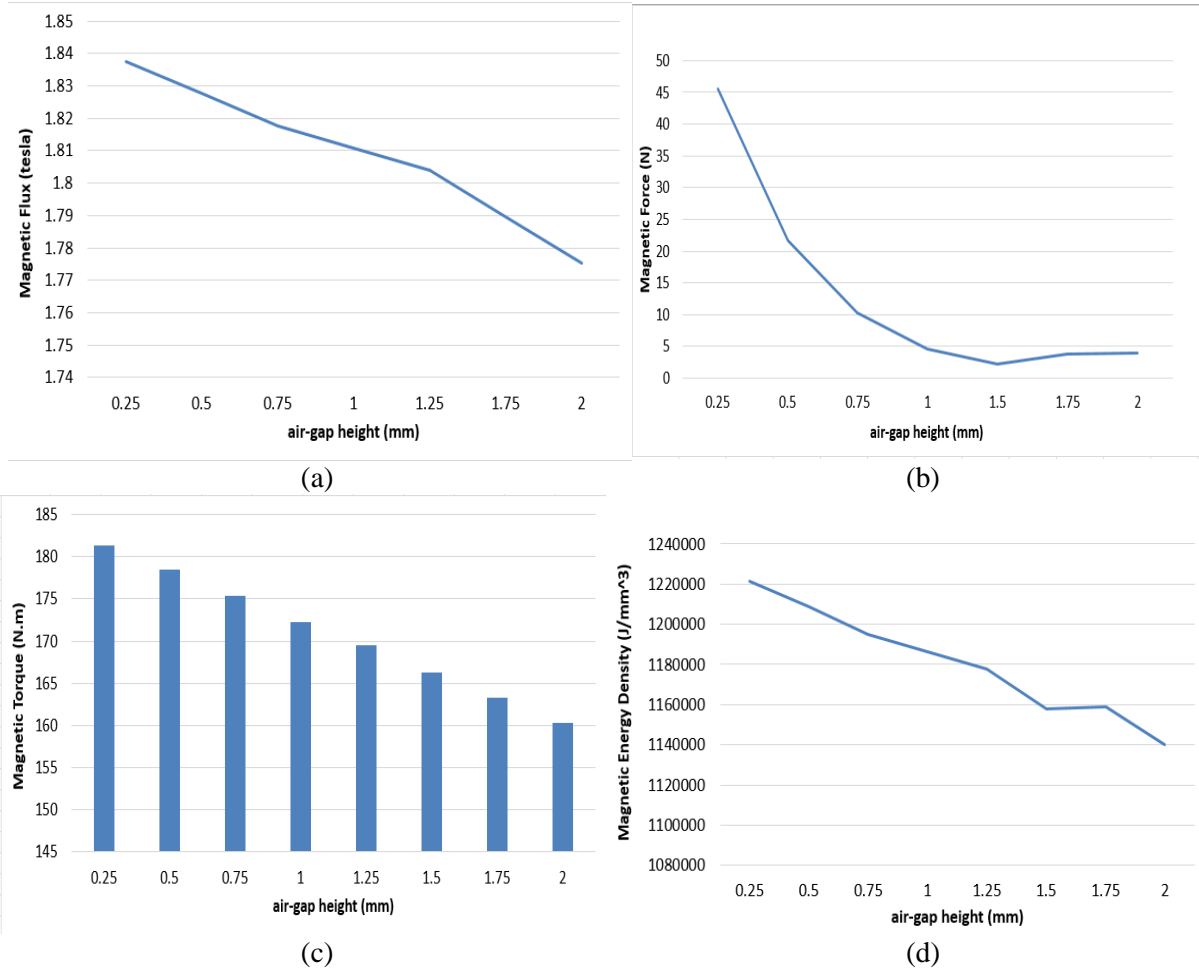 1.85
1.84
1.83
1.82
1.81
1.8
1.79
1.78
1.77
1.76
1.75
1.74
Magnetic Flux (tesla)
0.25 0.5 0.75 1 1.25 1.75 2
air-gap height (mm)
(a)
50
45
40
35
30
25
20
15
10
5
0
Magnetic Force (N)
0.25 0.5 0.75 1 1.5 1.75 2
air-gap height (mm)
(b)
185
180
175
170
165
160
155
150
145
Magnetic Torque (N.m)
0.25 0.5 0.75 1 1.25 1.5 1.75 2
air-gap height (mm)
(c)
1240000
1220000
1200000
1180000
1160000
1140000
1120000
1100000
1080000
Magnetic Energy Density (J/mm^3)
0.25 0.5 0.75 1 1.25 1.5 1.75 2
air-gap height (mm)
(d)